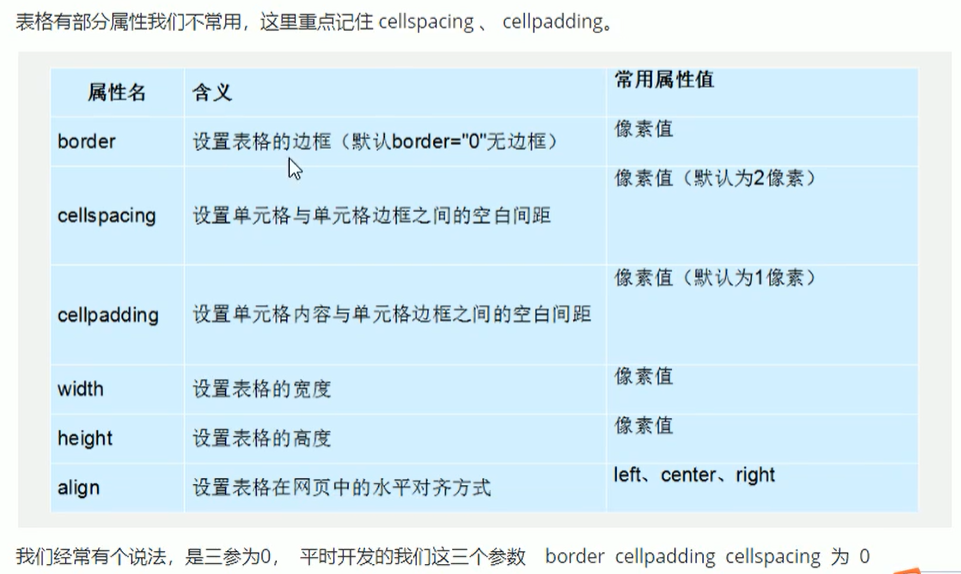 表格有部分属性我们不常用，这里重点记住 cellspacing 、 cellpadding。
属性名 含义 常用属性值
border 设置表格的边框（默认border="0"无边框） 像素值
cellspacing 设置单元格与单元格边框之间的空白间距 像素值（默认为2像素）
cellpadding 设置单元格内容与单元格边框之间的空白间距 像素值（默认为1像素）
width 设置表格的宽度 像素值
height 设置表格的高度 像素值
align 设置表格在网页中的水平对齐方式 left、center、right
我们经常有个说法，是三参为0， 平时开发的我们这三个参数 border cellpadding cellspacing 为 0